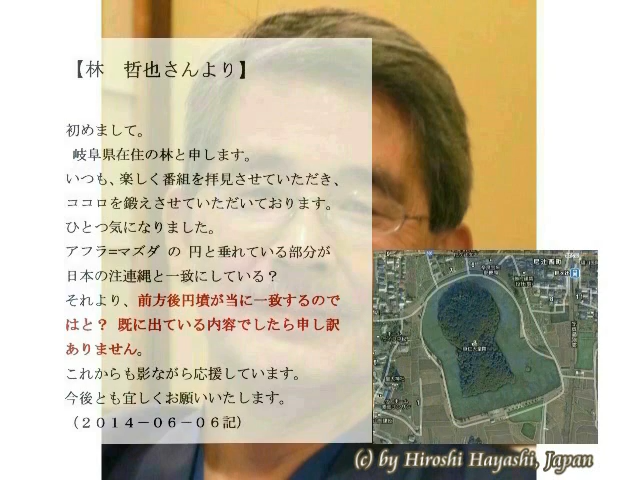 【林　哲也さんより】
初めまして。
岐阜県在住の林と申します。
いつも、楽しく番組を拝見させていただき、
ココロを鍛えさせていただいております。
ひとつ気になりました。
アフラ=マズダ の 円と垂れている部分が
日本の注連縄と一致にしている？
それより、前方後円墳が当に一致するので
はと？ 既に出ている内容でしたら申し訳
ありません。
これからも影ながら応援しています。
今後とも宜しくお願いいたします。
（２０１４－０６－０６記）
(c) by Hiroshi Hayashi, Japan